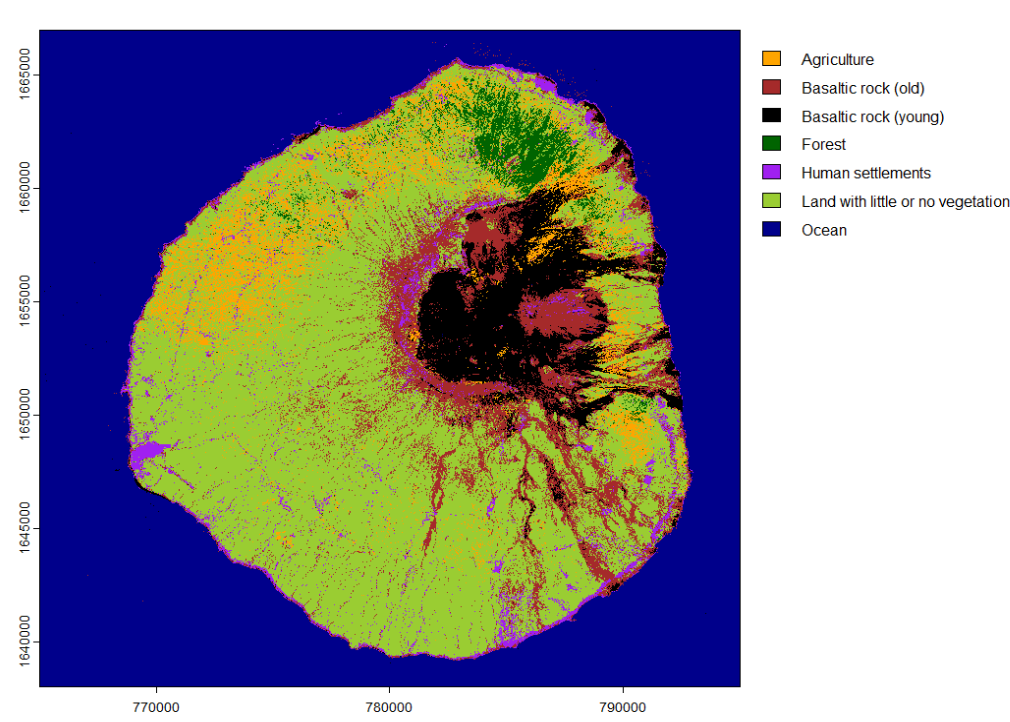 1665000
1660000
1655000
1650000
1645000
1640000
770000
780000
790000
Agriculture
Basaltic rock (old)
Basaltic rock (young)
Forest
Human settlements
Land with little or no vegetation
Ocean